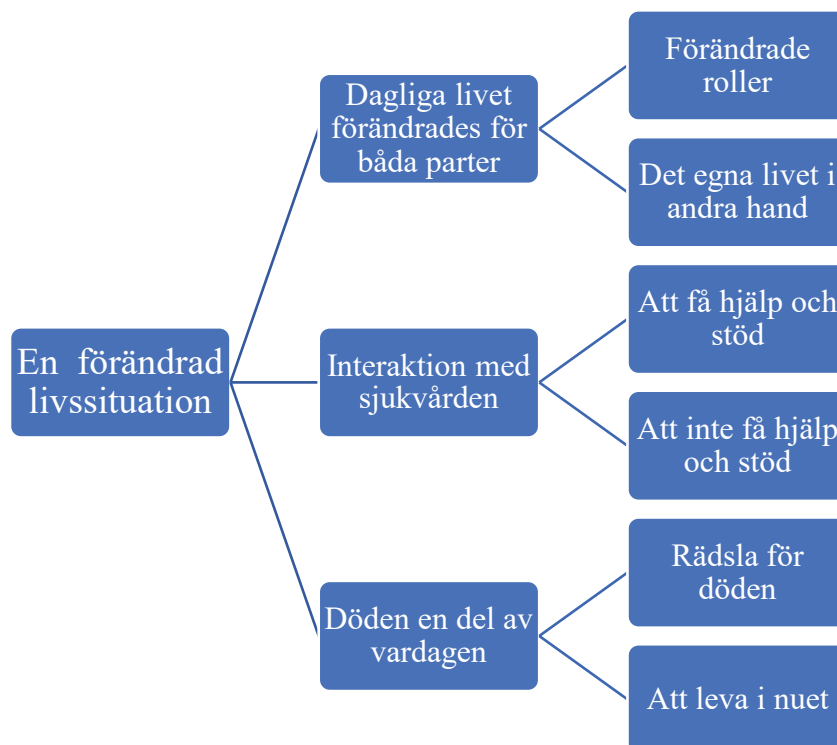 En förändrad
livssituation
Dagliga livet
förändrades för
båda parter
Förändrade
roller
Det egna livet i
andra hand
Interaktion med
sjukvården
Att få hjälp och
stöd
Att inte få hjälp
och stöd
Döden en del av
vardagen
Rädsla för
döden
Att leva i nuet